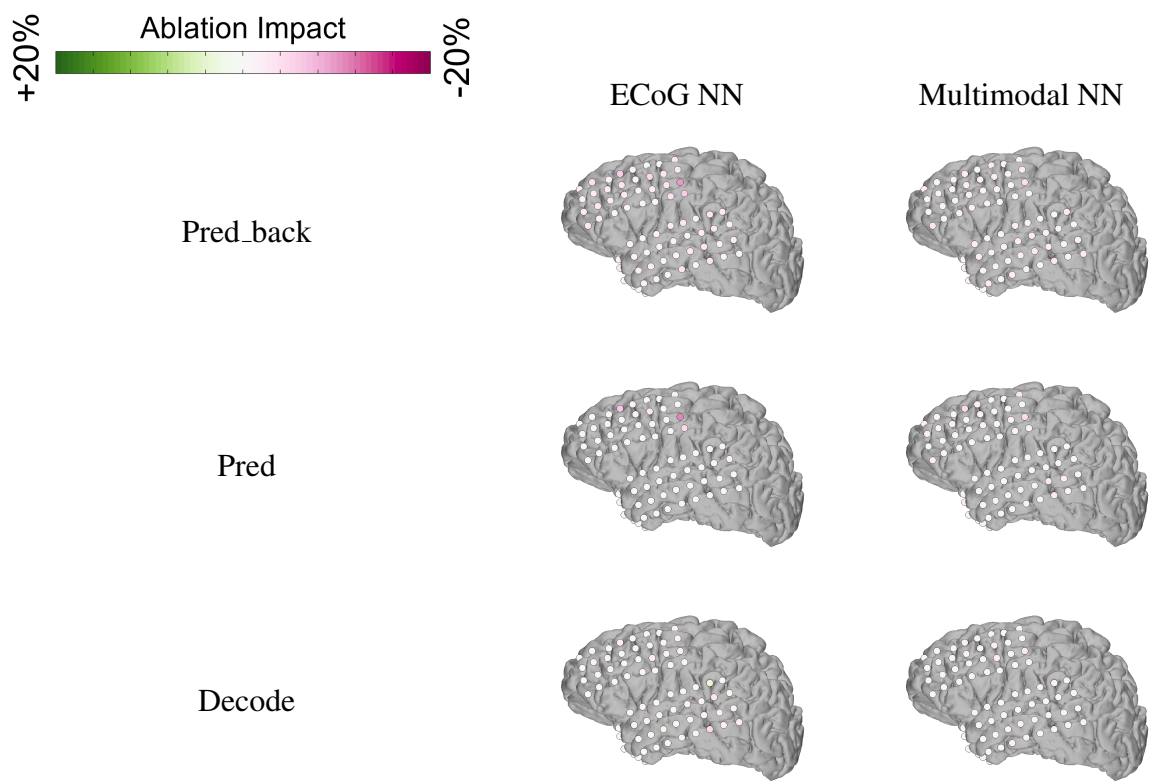 Ablation Impact
+20%
-20%
ECoG NN
Multimodal NN
Pred_back
Pred
Decode